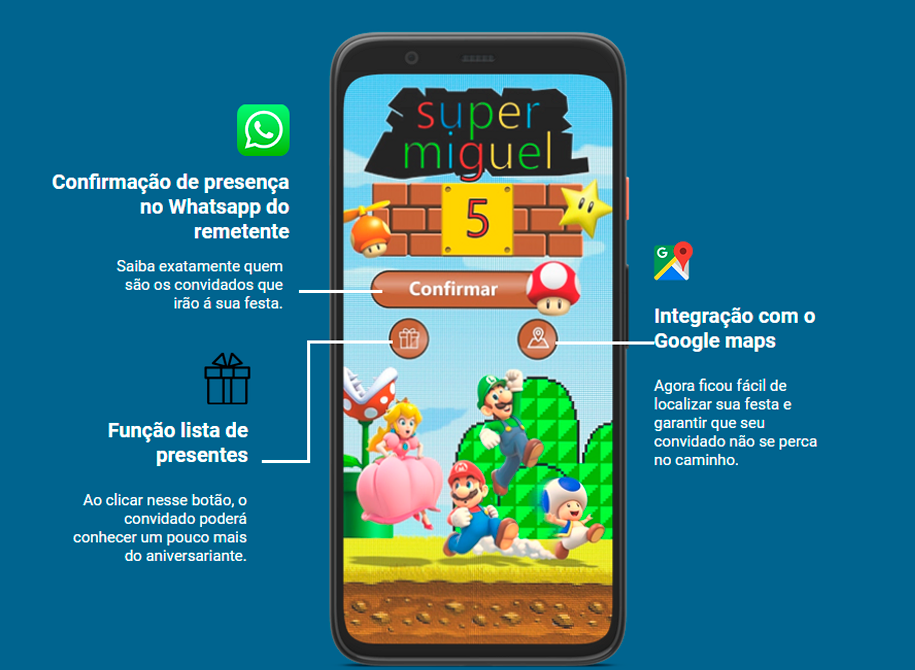 Confirmação de presença
no Whatsapp do
remetente
Saiba exatamente quem
são os convidados que
irão á sua festa.
Função lista de
presentes
Ao clicar nesse botão, o
convidado poderá
conhecer um pouco mais
do aniversariante.
super
miguel
5
Confirmar
G
Integração com o
Google maps
Agora ficou fácil de
localizar sua festa e
garantir que seu
convidado não se perca
no caminho.